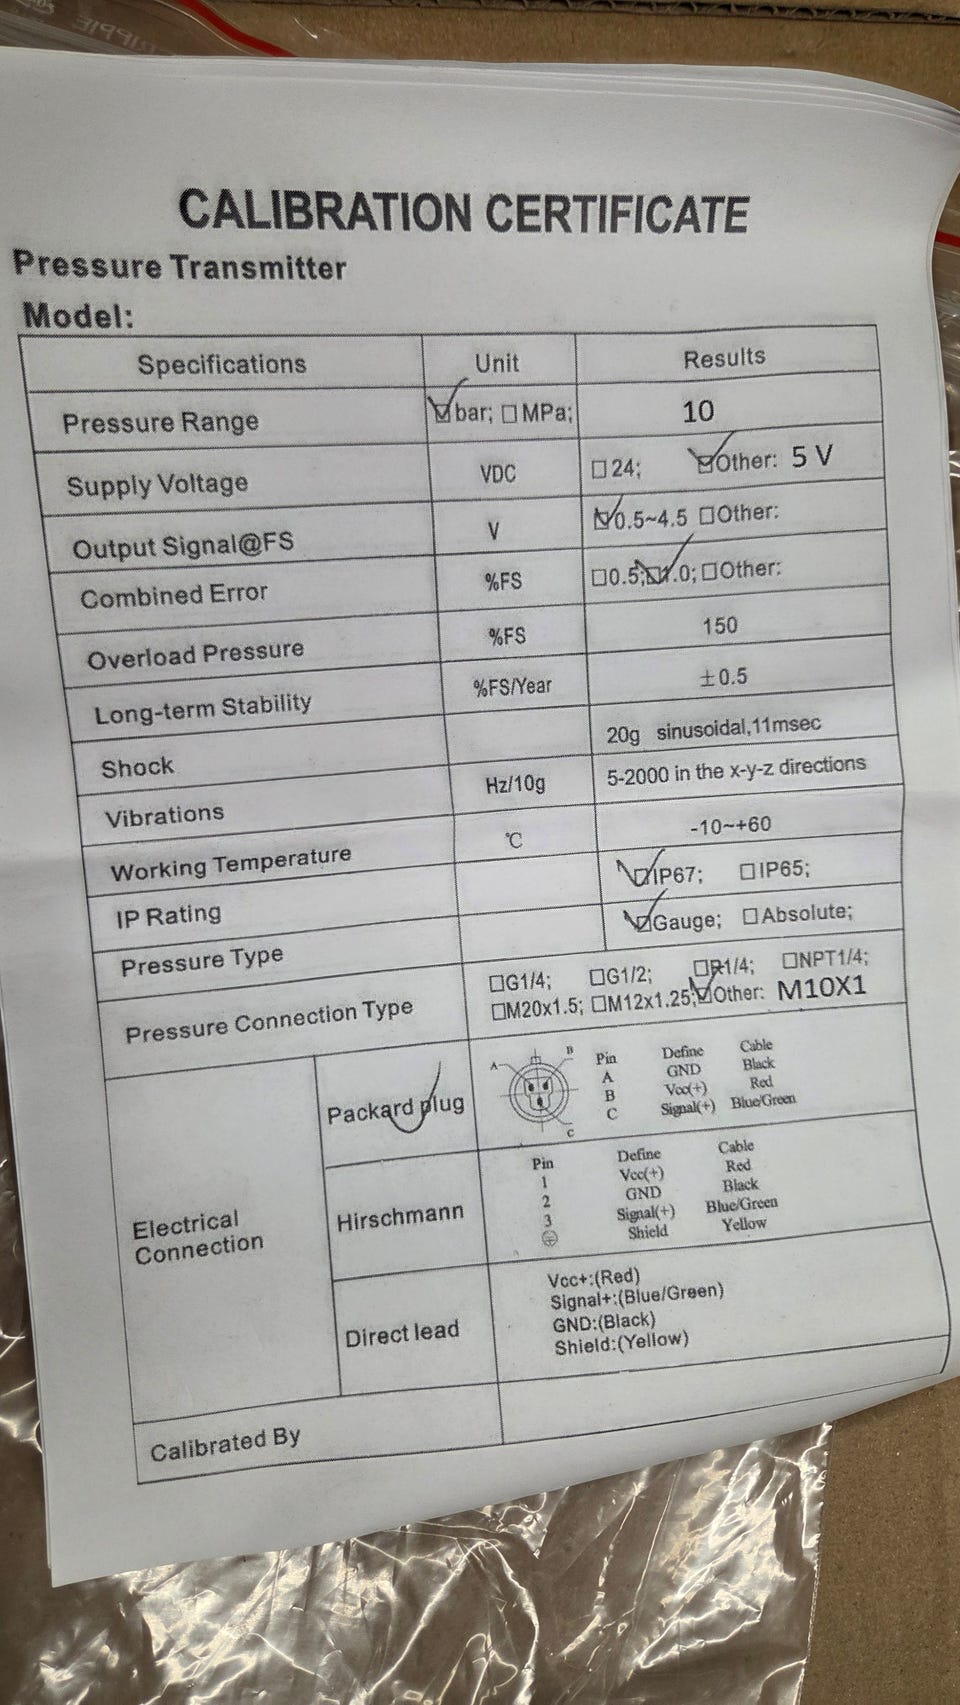 CALIBRATION CERTIFICATE
Pressure Transmitter
Model:
Specifications Unit Results
Pressure Range ☑bar; ☐MPa; 10
Supply Voltage VDC ☐24; ☑Other: 5 V
Output Signal@FS V ☑0.5~4.5 ☐Other:
Combined Error %FS ☐0.5; ☑1.0; ☐Other:
Overload Pressure %FS 150
Long-term Stability %FS/Year ±0.5
Shock 20g sinusoidal,11msec
Vibrations Hz/10g 5-2000 in the x-y-z directions
Working Temperature ℃ -10~+60
IP Rating ☑IP67; ☐IP65;
Pressure Type ☑Gauge; ☐Absolute;
Pressure Connection Type ☐G1/4; ☐G1/2; ☐R1/4; ☐NPT1/4;
☐M20x1.5; ☐M12x1.25; ☑Other: M10X1
Electrical Connection
Packard plug
A B C
Pin Define Cable
A GND Black
B Vcc(+) Red
C Signal(+) Blue/Green
Hirschmann
Pin Define Cable
1 Vcc(+) Red
2 GND Black
3 Signal(+) Blue/Green
Shield Yellow
Direct lead
Vcc+:(Red)
Signal+:(Blue/Green)
GND:(Black)
Shield:(Yellow)
Calibrated By